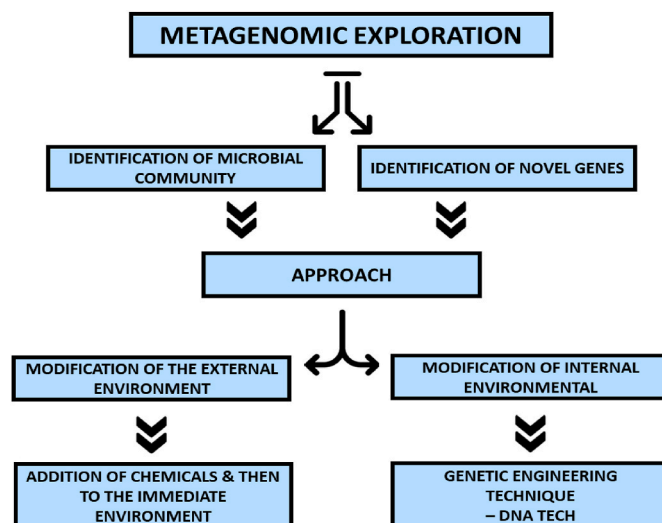 METAGENOMIC EXPLORATION
IDENTIFICATION OF MICROBIAL
COMMUNITY
IDENTIFICATION OF NOVEL GENES
APPROACH
MODIFICATION OF THE EXTERNAL
ENVIRONMENT
MODIFICATION OF INTERNAL
ENVIRONMENTAL
ADDITION OF CHEMICALS & THEN
TO THE IMMEDIATE
ENVIRONMENT
GENETIC ENGINEERING
TECHNIQUE
– DNA TECH